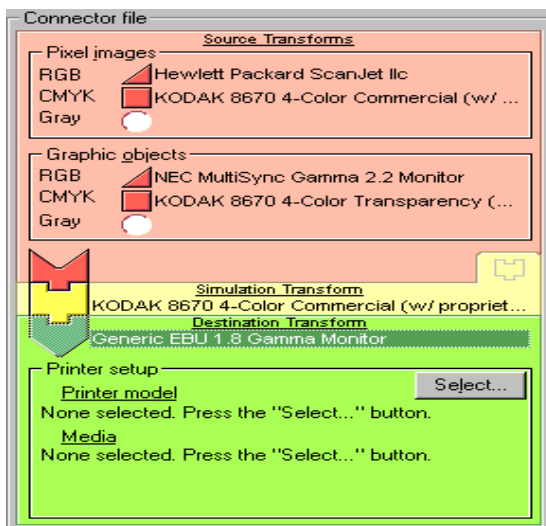 Connector file
Source Transforms
Pixel images
RGB Hewlett Packard ScanJet IIc
CMYK KODAK 8670 4-Color Commercial (w/ ...
Gray
Graphic objects
RGB NEC MultiSync Gamma 2.2 Monitor
CMYK KODAK 8670 4-Color Transparency (...
Gray
Simulation Transform
KODAK 8670 4-Color Commercial (w/ propriet...
Destination Transform
Generic EBU 1.8 Gamma Monitor
Printer setup
Select...
Printer model
None selected. Press the "Select..." button.
Media
None selected. Press the "Select..." button.